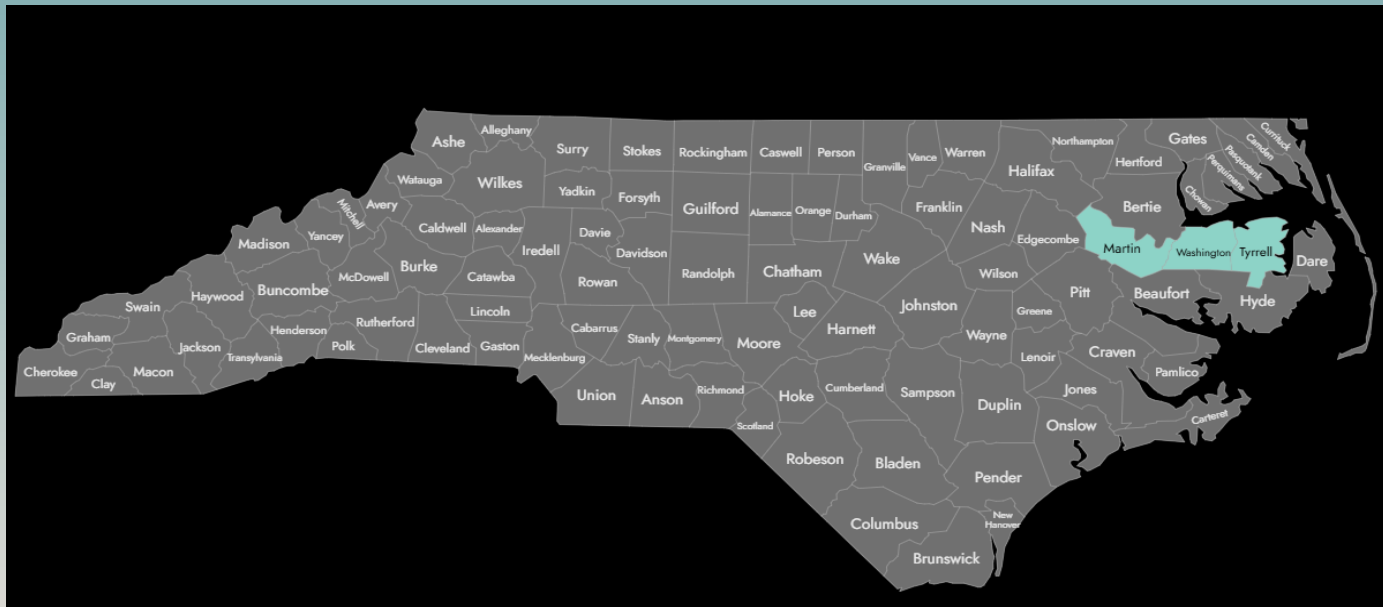 Ashe
Alleghany
Surry
Stokes
Rockingham
Caswell
Person
Granville
Vance
Warren
Northampton
Halifax
Hertford
Gates
Currituck
Camden
Pasquotank
Perquimans
Chowan
Watauga
Wilkes
Yadkin
Forsyth
Guilford
Alamance
Orange
Durham
Franklin
Nash
Edgecombe
Bertie
Martin
Washington
Tyrrell
Dare
Mitchell
Avery
Caldwell
Alexander
Iredell
Davie
Davidson
Randolph
Chatham
Wake
Wilson
Pitt
Beaufort
Hyde
Madison
Yancey
McDowell
Burke
Catawba
Rowan
Johnston
Greene
Swain
Haywood
Buncombe
Rutherford
Lincoln
Cabarrus
Stanly
Montgomery
Moore
Lee
Harnett
Wayne
Lenoir
Craven
Pamlico
Graham
Jackson
Henderson
Transylvania
Polk
Cleveland
Gaston
Mecklenburg
Cherokee
Clay
Macon
Union
Anson
Richmond
Scotland
Hoke
Cumberland
Sampson
Duplin
Jones
Onslow
Carteret
Robeson
Bladen
Pender
Columbus
New
Hanover
Brunswick